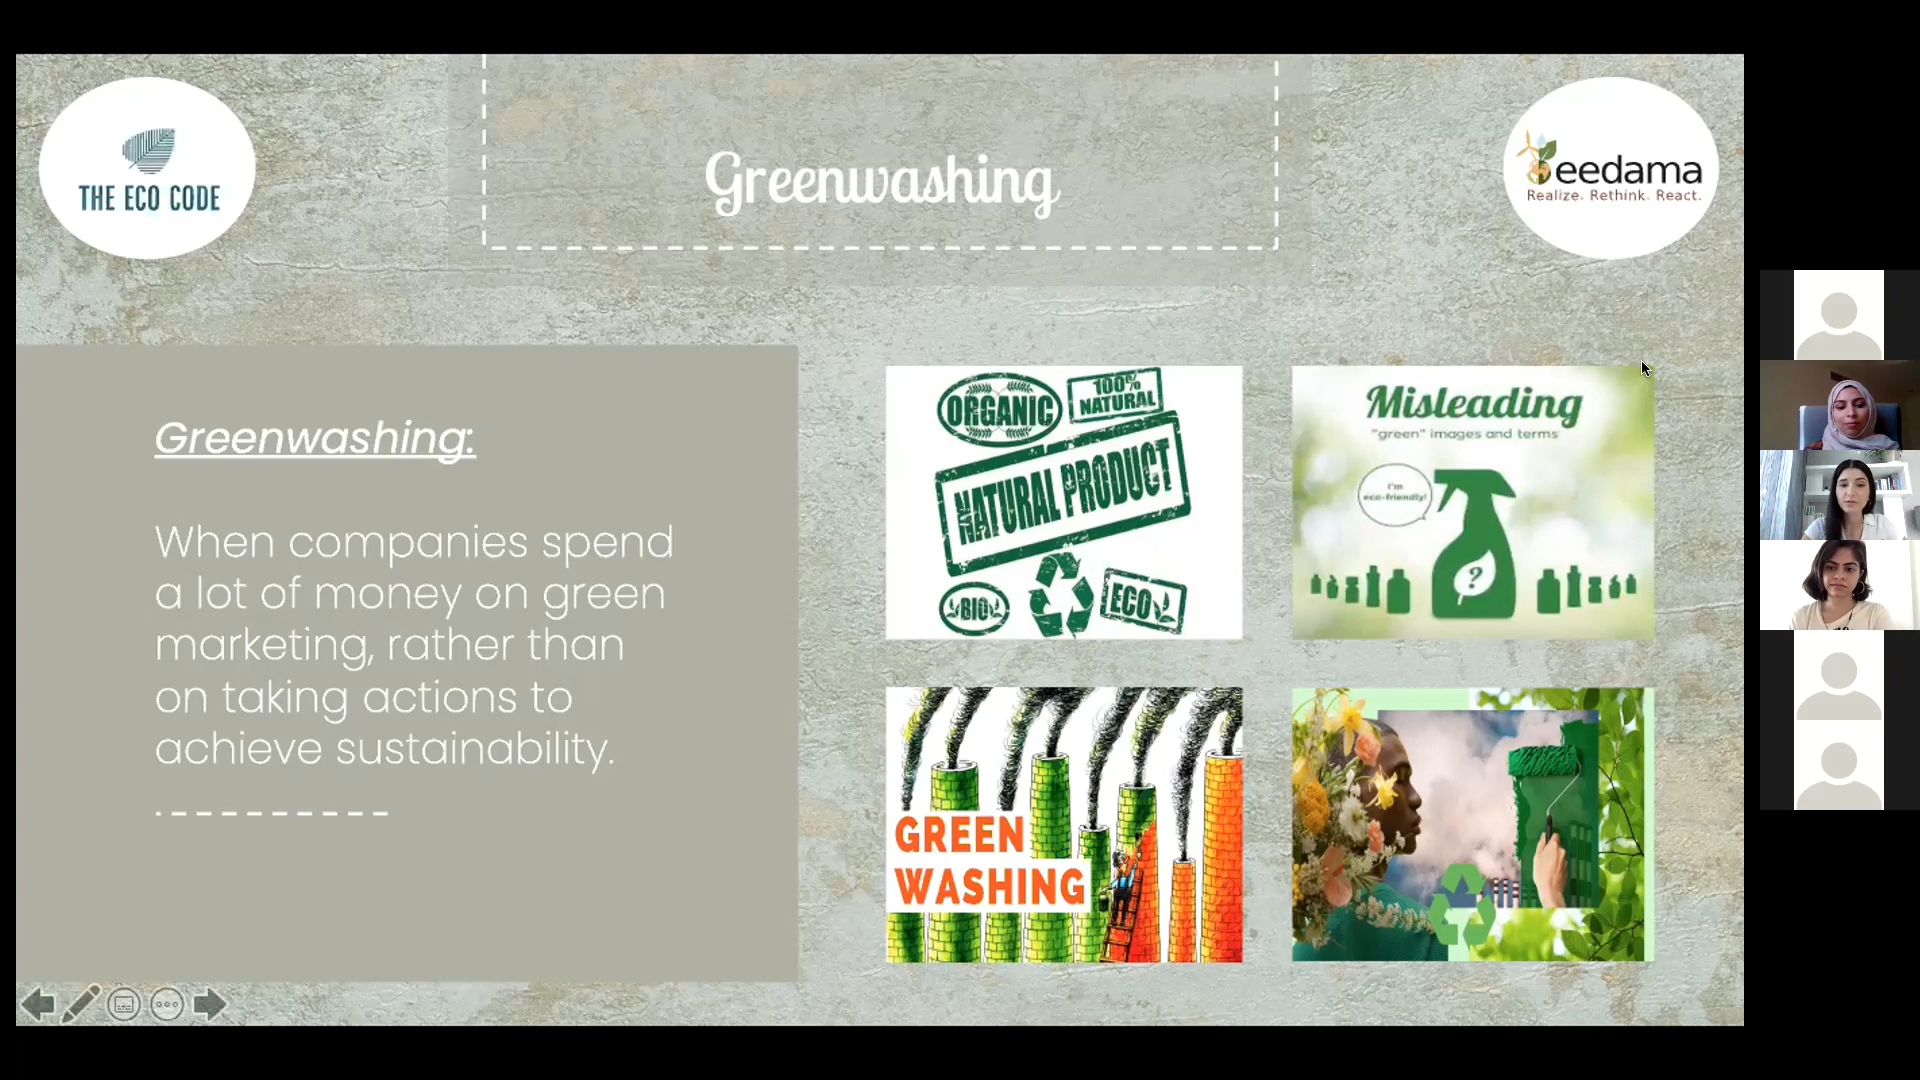 THE ECO CODE
Greenwashing
eedama
Realize. Rethink. React.
Greenwashing:
When companies spend
a lot of money on green
marketing, rather than
on taking actions to
achieve sustainability.
ORGANIC
100%
NATURAL
NATURAL PRODUCT
BIO
ECO
Misleading
"green" images and terms
I'm
eco-friendly!
?
GREEN
WASHING